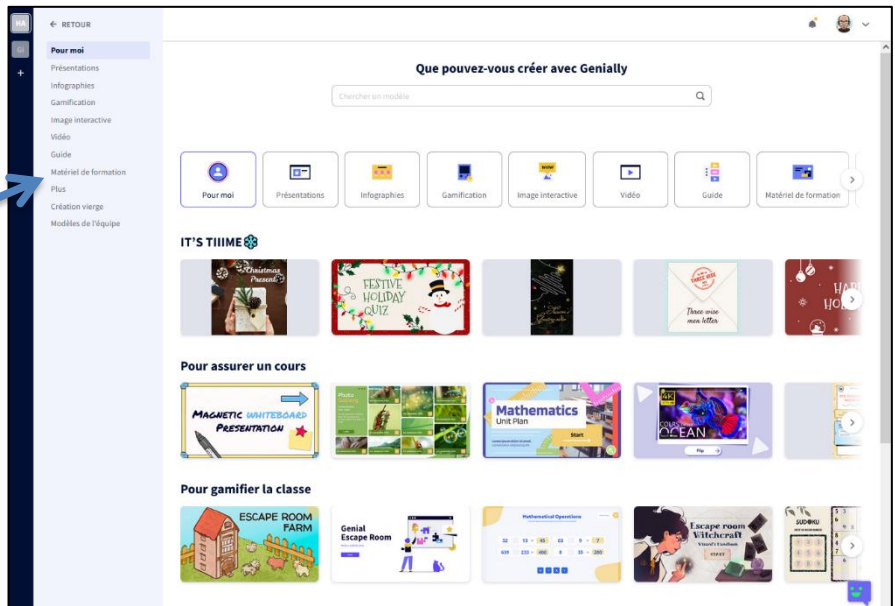 HA
← RETOUR
GI
+
Pour moi
Présentations
Infographies
Gamification
Image interactive
Vidéo
Guide
Matériel de formation
Plus
Création vierge
Modèles de l'équipe
Que pouvez-vous créer avec Genially
Chercher un modèle
Pour moi
Présentations
Infographies
Gamification
Image interactive
Vidéo
Guide
Matériel de formation
IT'S TIIIME
Christmas
Present
FESTIVE
HOLIDAY
QUIZ
Three wise
men letter
Pour assurer un cours
MAGNETIC WHITEBOARD
PRESENTATION
Photo
Mathematics
Unit Plan
Start
4K
OCEAN
Flip
Pour gamifier la classe
ESCAPE ROOM
FARM
Genial
Escape Room
Mathematical Operations
Escape room
Witchcraft
START
SUDOKU